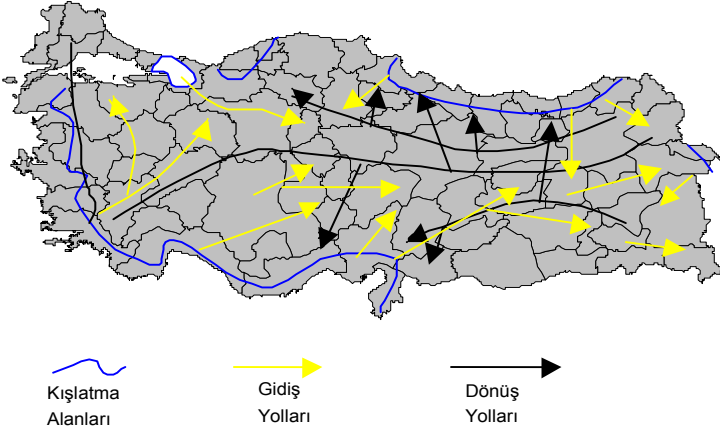 Kışlatma
Alanları
Gidiş
Yolları
Dönüş
Yolları